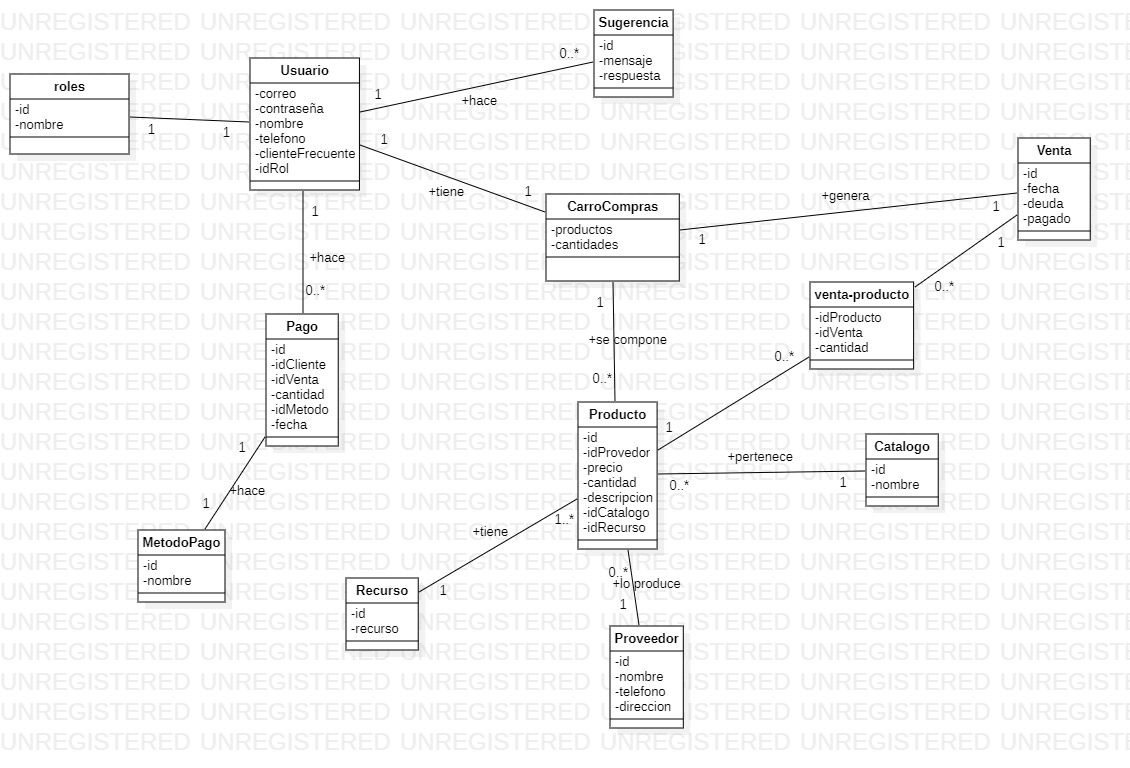 Sugerencia
-id
-mensaje
-respuesta
0..*
+hace
1
Usuario
-correo
-contraseña
-nombre
-telefono
-clienteFrecuente
-idRol
roles
-id
-nombre
1
1
1
+tiene
1
CarroCompras
-productos
-cantidades
1
+genera
1
Venta
-id
-fecha
-deuda
-pagado
1
0..*
venta-producto
-idProducto
-idVenta
-cantidad
0..*
1
1
+hace
0..*
Pago
-id
-idCliente
-idVenta
-cantidad
-idMetodo
-fecha
1
+hace
1
MetodoPago
-id
-nombre
1
+se compone
0..*
Producto
-id
-idProvedor
-precio
-cantidad
-descripcion
-idCatalogo
-idRecurso
+pertenece
0..*
1
Catalogo
-id
-nombre
1..*
+tiene
1
Recurso
-id
-recurso
0..*
+lo produce
1
Proveedor
-id
-nombre
-telefono
-direccion
UNREGISTERED